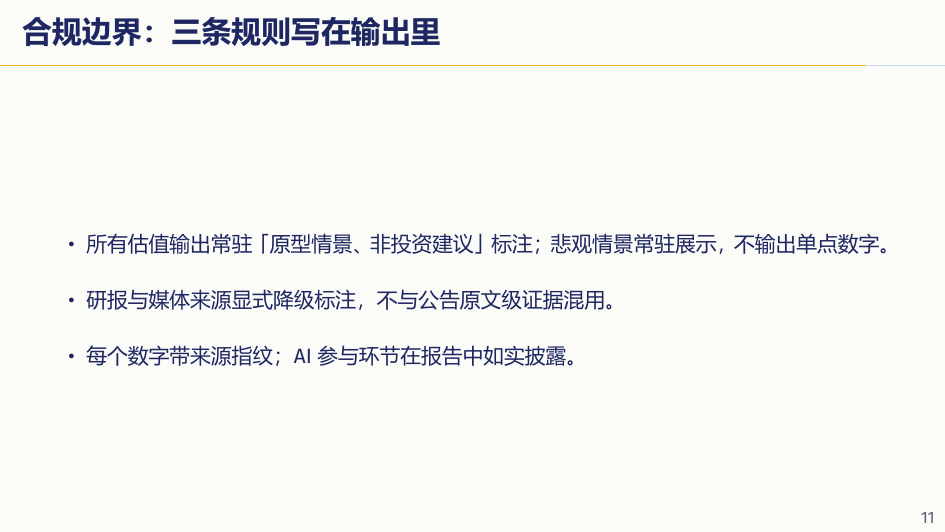 合规边界：三条规则写在输出里
• 所有估值输出常驻「原型情景、非投资建议」标注；悲观情景常驻展示，不输出单点数字。
• 研报与媒体来源显式降级标注，不与公告原文级证据混用。
• 每个数字带来源指纹；AI 参与环节在报告中如实披露。
11